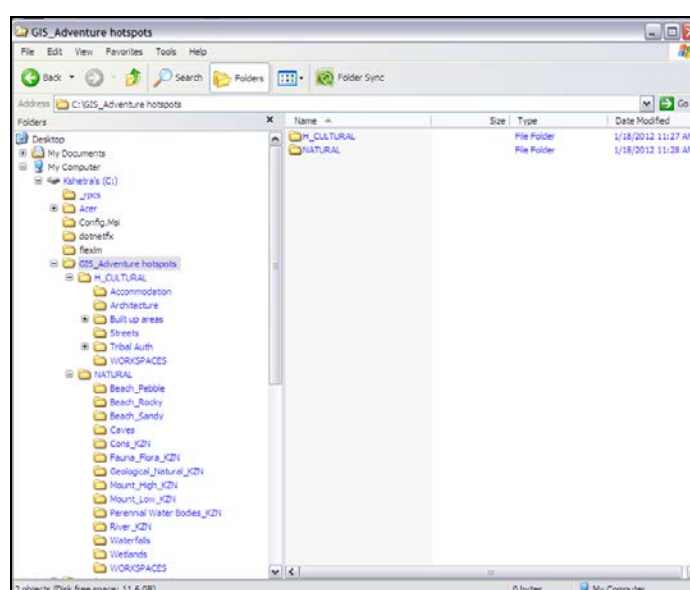 GIS_Adventure hotspots
File Edit View Favorites Tools Help
Back Search Folders Folder Sync
Address C:\GIS_Adventure hotspots Go
Folders x Name Size Type Date Modified
Desktop
My Documents
My Computer
Kshetra's (C:)
_rpcs
Acer
Config.Msi
dotnetfx
flexlm
GIS_Adventure hotspots
H_CULTURAL
Accommodation
Architecture
Built up areas
Streets
Tribal Auth
WORKSPACES
NATURAL
Beach_Pebble
Beach_Rocky
Beach_Sandy
Caves
Cons_KZN
Fauna_Flora_KZN
Geological_Natural_KZN
Mount_High_KZN
Mount_Low_KZN
Perennial Water Bodies_KZN
River_KZN
Waterfalls
Wetlands
WORKSPACES
H_CULTURAL File Folder 1/18/2012 11:27 AM
NATURAL File Folder 1/18/2012 11:28 AM
2 objects (Disk free space: 11.6 GB) 0 bytes My Computer